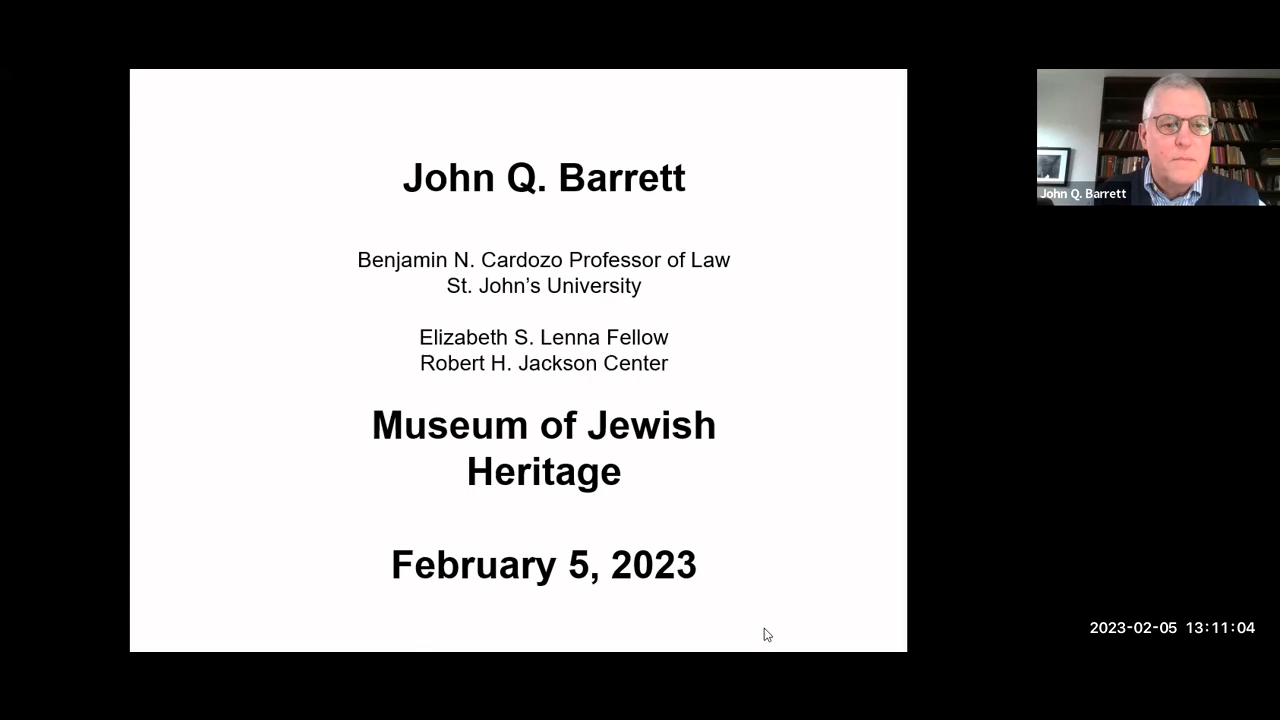 John Q. Barrett
Benjamin N. Cardozo Professor of Law
St. John’s University
Elizabeth S. Lenna Fellow
Robert H. Jackson Center
Museum of Jewish
Heritage
February 5, 2023
John Q. Barrett
2023-02-05 13:11:04